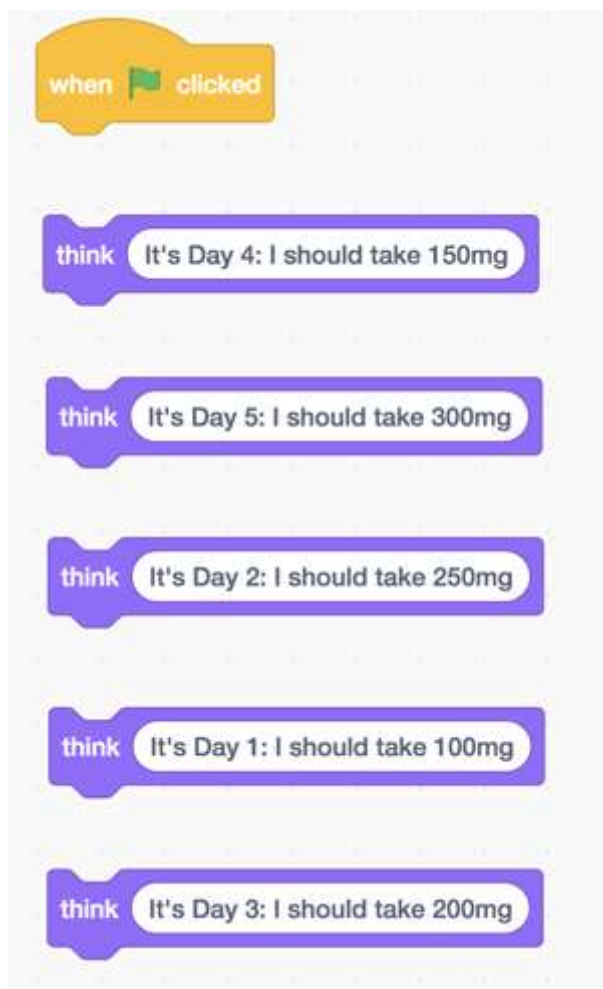 when clicked
think It's Day 4: I should take 150mg
think It's Day 5: I should take 300mg
think It's Day 2: I should take 250mg
think It's Day 1: I should take 100mg
think It's Day 3: I should take 200mg